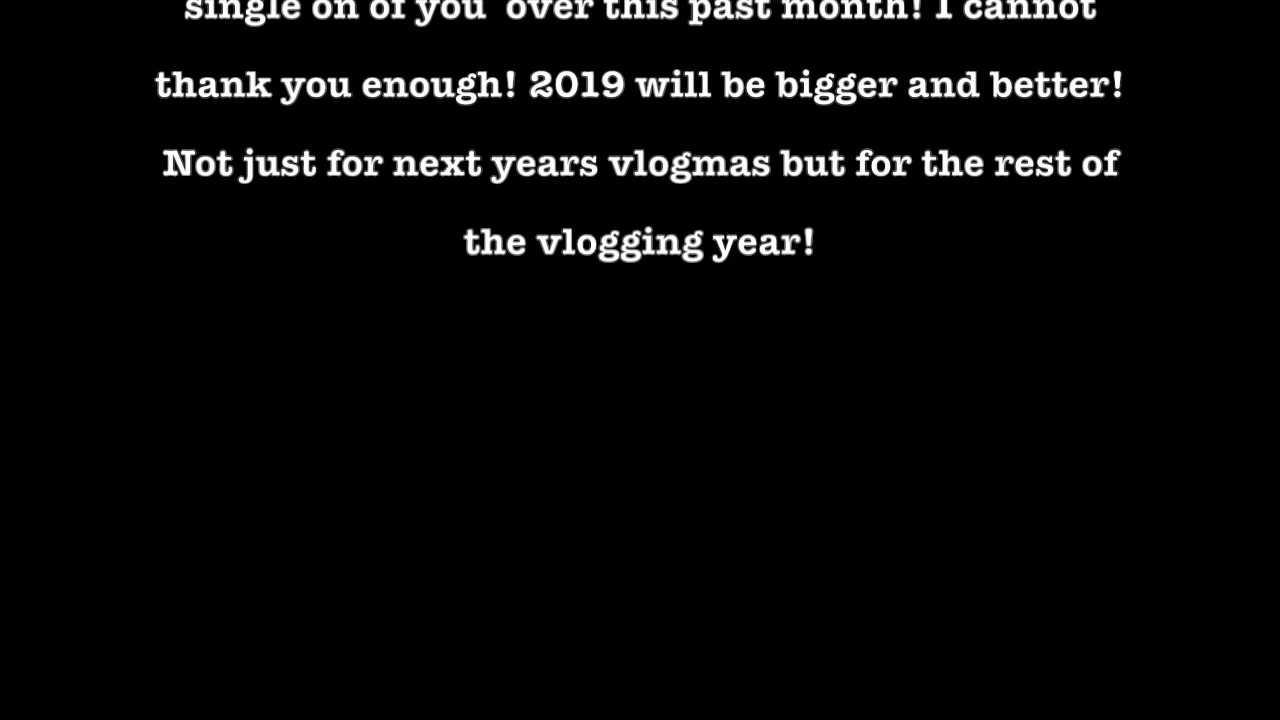 single on of you over this past month! I cannot
thank you enough! 2019 will be bigger and better!
Not just for next years vlogmas but for the rest of
the vlogging year!